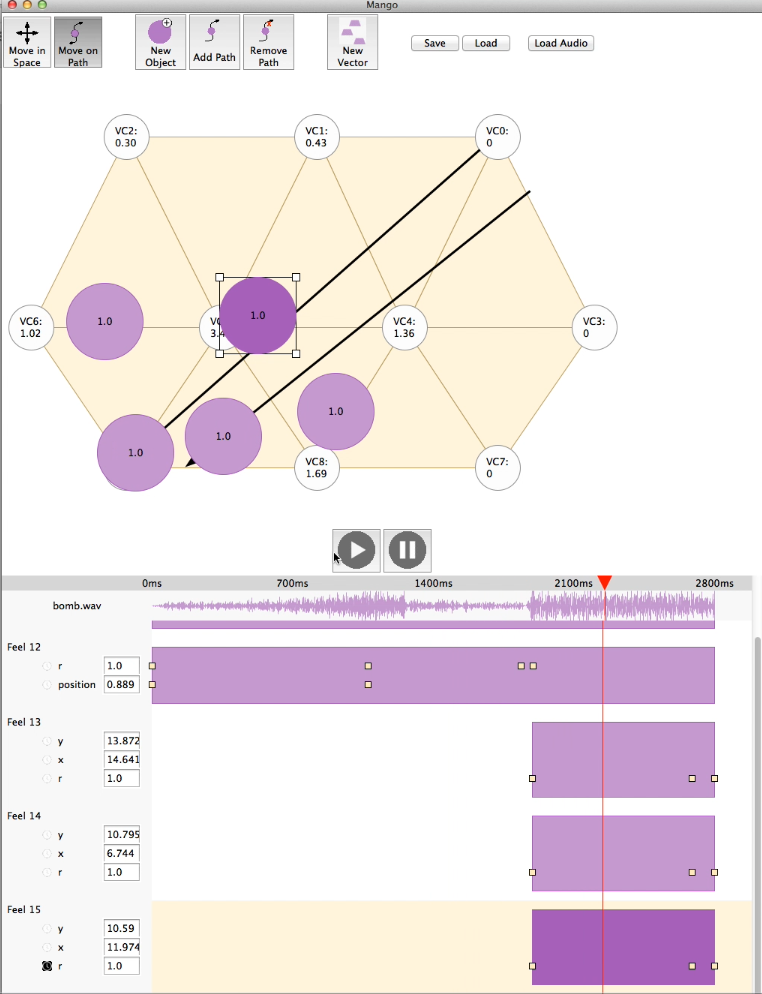 Mango
Move in
Space
Move on
Path
New
Object
Add Path
Remove
Path
New
Vector
Save
Load
Load Audio
VC2:
0.30
VC1:
0.43
VC0:
0
VC6:
1.02
1.0
1.0
VC4:
1.36
VC3:
0
1.0
1.0
1.0
VC8:
1.69
VC7:
0
0ms
700ms
1400ms
2100ms
2800ms
bomb.wav
Feel 12
r 1.0
position 0.889
Feel 13
y 13.872
x 14.641
r 1.0
Feel 14
y 10.795
x 6.744
r 1.0
Feel 15
y 10.59
x 11.974
r 1.0